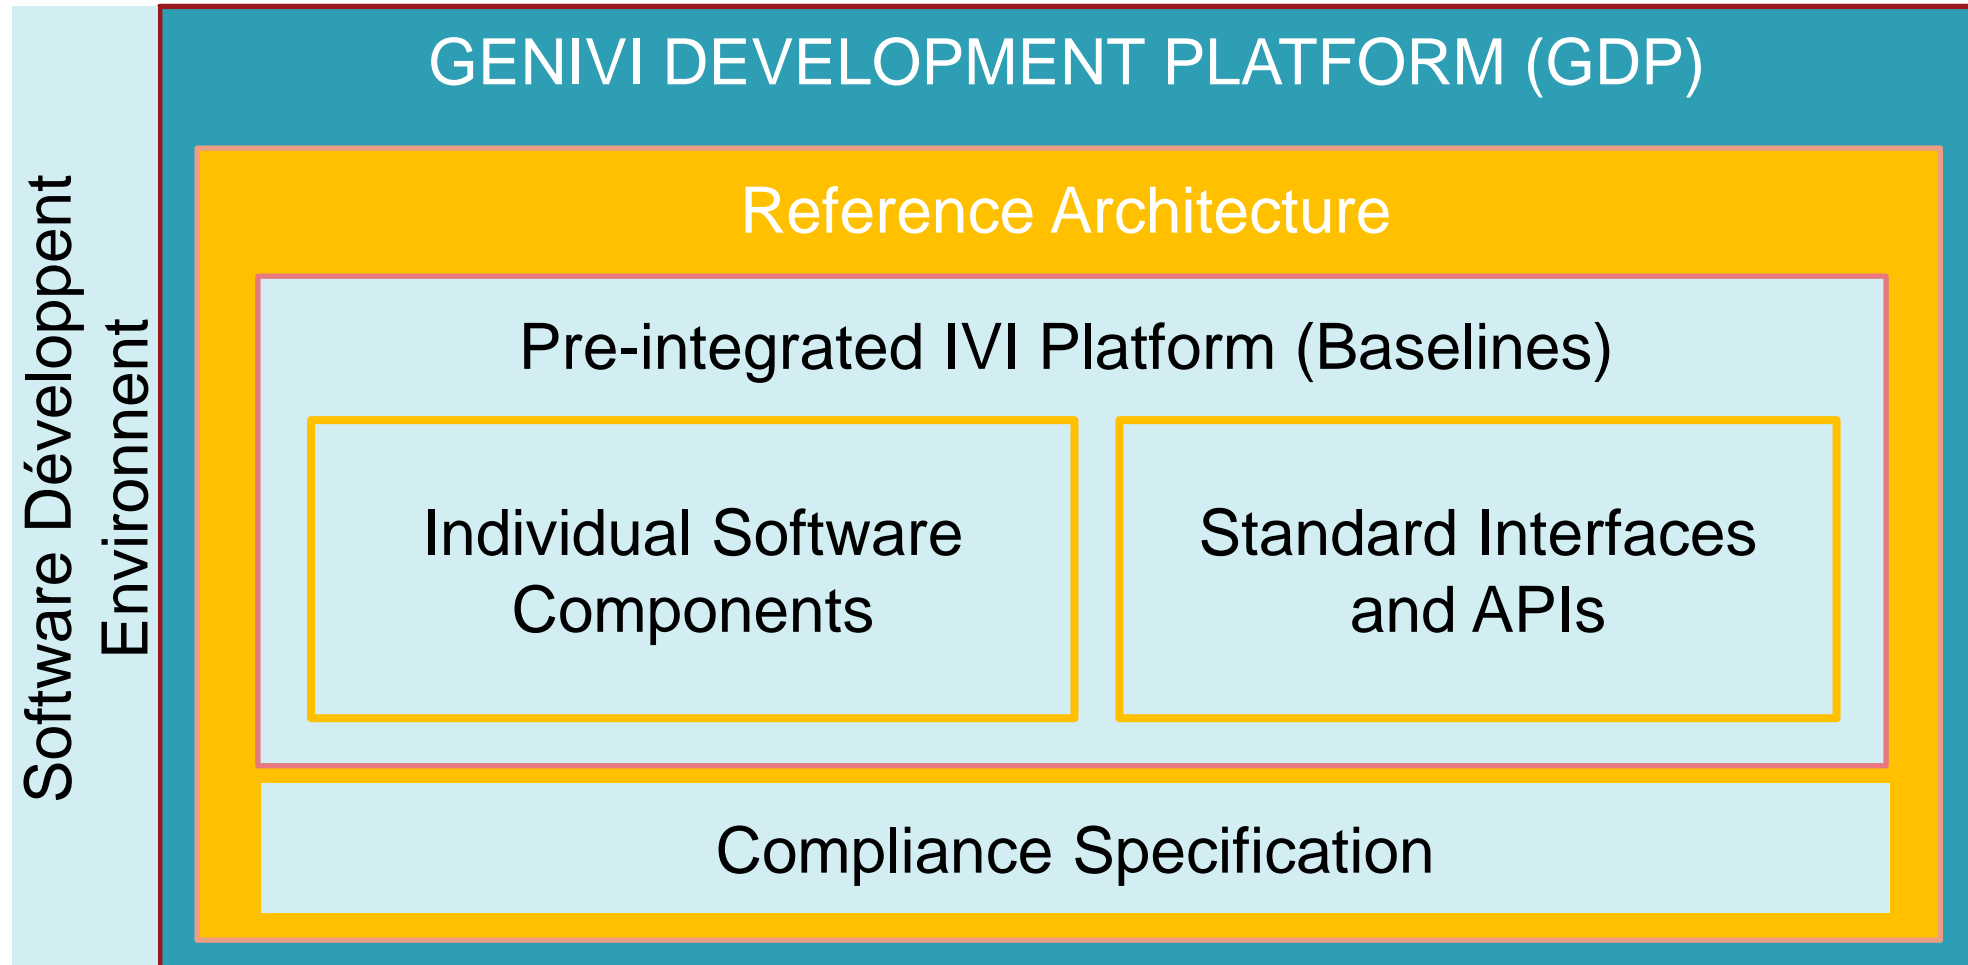 Software Développent
Environnent
GENIVI DEVELOPMENT PLATFORM (GDP)
Reference Architecture
Pre-integrated IVI Platform (Baselines)
Individual Software
Components
Standard Interfaces
and APIs
Compliance Specification